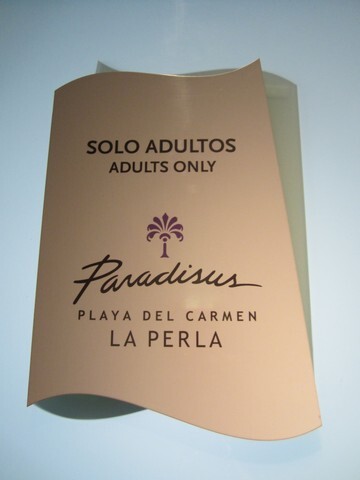 SOLO ADULTOS
ADULTS ONLY
Paradisus
PLAYA DEL CARMEN
LA PERLA